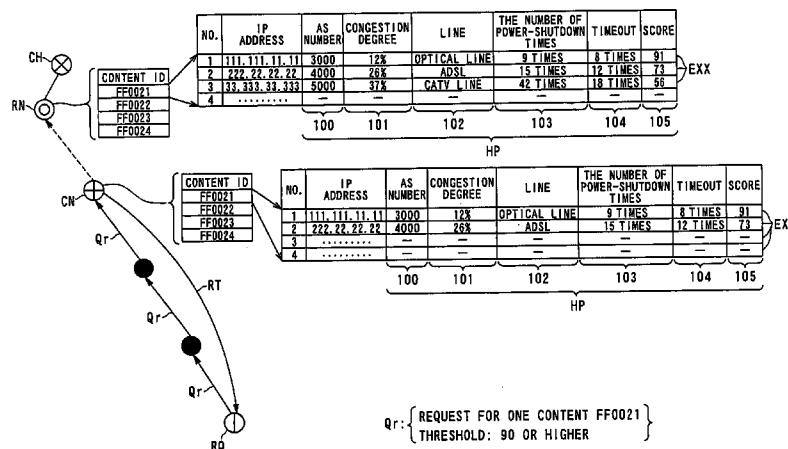 CH
RN
CONTENT ID
FF0021
FF0022
FF0023
FF0024
NO. IP ADDRESS AS NUMBER CONGESTION DEGREE LINE THE NUMBER OF POWER-SHUTDOWN TIMES TIMEOUT SCORE
1 111.111.11.11 3000 12% OPTICAL LINE 9 TIMES 8 TIMES 91
2 222.22.22.22 4000 26% ADSL 15 TIMES 12 TIMES 73
3 33.333.33.333 5000 37% CATV LINE 42 TIMES 18 TIMES 56
4 ......... — — — — — —
EXX
100 101 102 103 104 105
HP
CN
CONTENT ID
FF0021
FF0022
FF0023
FF0024
NO. IP ADDRESS AS NUMBER CONGESTION DEGREE LINE THE NUMBER OF POWER-SHUTDOWN TIMES TIMEOUT SCORE
1 111.111.11.11 3000 12% OPTICAL LINE 9 TIMES 8 TIMES 91
2 222.22.22.22 4000 26% ADSL 15 TIMES 12 TIMES 73
3 ......... — — — — — —
4 ......... — — — — — —
EX
100 101 102 103 104 105
HP
Qr
RT
Qr
Qr
RQ
Qr: REQUEST FOR ONE CONTENT FF0021
THRESHOLD: 90 OR HIGHER